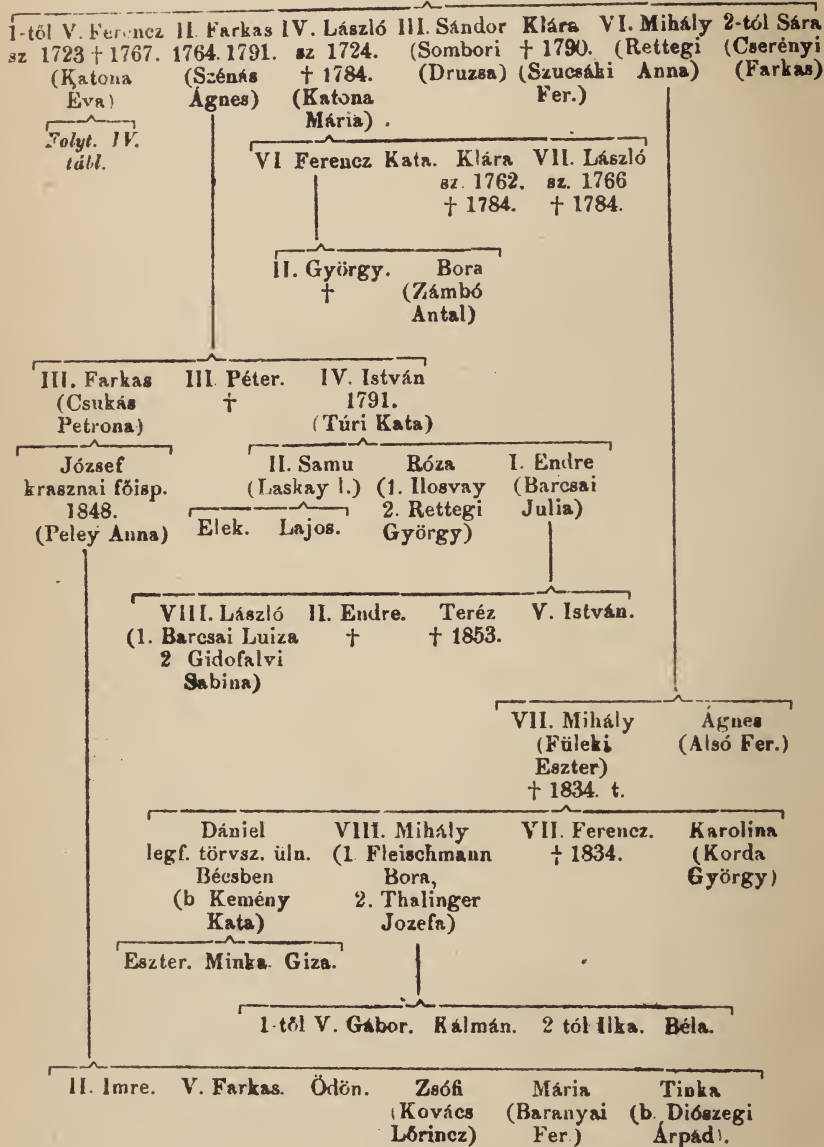 1-től V. Ferencz II. Farkas IV. László III. Sándor Klára VI. Mihály 2-tól Sára
sz 1723 † 1767. 1764. 1791. sz 1724. (Sombori † 1790. (Rettegi (Cserényi
(Katona (Szénás † 1784. (Druzsa) (Szucsáki Anna) (Farkas)
Éva) Ágnes) (Katona Fer.)
Mária).
Folyt. IV.
tábl.
VI Ferencz Kata. Klára VII. László
sz. 1762. sz. 1766
† 1784. † 1784.
II. György. Bora
† (Zámbó
Antal)
III. Farkas III. Péter. IV. István
(Csukás † 1791.
Petrona) (Túri Kata)
József II. Samu Róza I. Endre
krasznai főisp. (Laskay I.) (1. Ilosvay (Barcsai
1848. 2. Rettegi Julia)
(Peley Anna) Elek. Lajos. György)
VIII. László II. Endre. Teréz V. István.
(1. Barcsai Luiza † † 1853.
2 Gidofalvi
Sabina)
VII. Mihály Ágnes
(Füleki (Alsó Fer.)
Eszter)
† 1834. t.
Dániel VIII. Mihály VII. Ferencz. Karolina
legf. törvsz. üln. (1 Fleischmann † 1834. (Korda
Bécsben Bora, György)
(b Kemény 2. Thalinger
Kata) Jozefa)
Eszter. Minka. Giza.
1-től V. Gábor. Kálmán. 2 tól Ilka. Béla.
II. Imre. V. Farkas. Ödön. Zsófi Mária Tinka
(Kovács (Baranyai (b. Diószegi
Lőrincz) Fer.) Árpád).